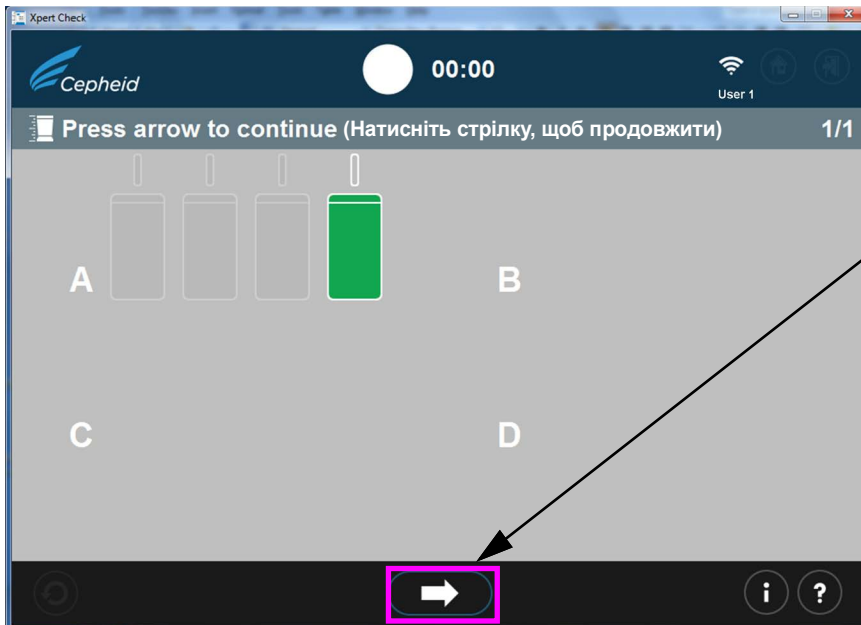 Xpert Check
Cepheid
00:00
User 1
Press arrow to continue (Натисніть стрілку, щоб продовжити)
1/1
A
B
C
D
i
?